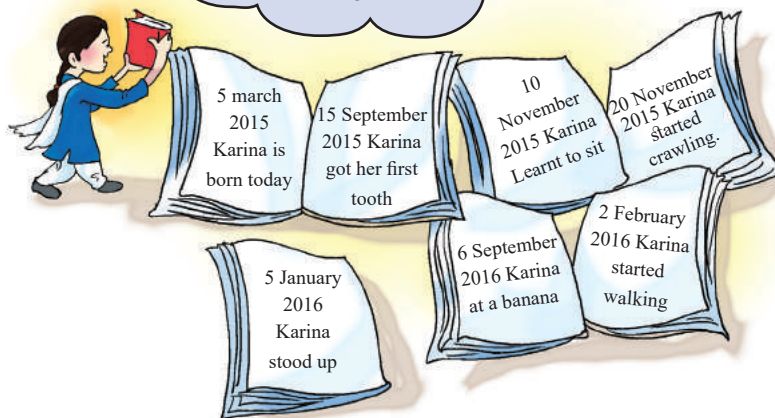 5 march
2015
Karina is
born today
15 September
2015 Karina
got her first
tooth
10
November
2015 Karina
Learnt to sit
20 November
2015 Karina
started
crawling.
5 January
2016
Karina
stood up
6 September
2016 Karina
at a banana
2 February
2016 Karina
started
walking